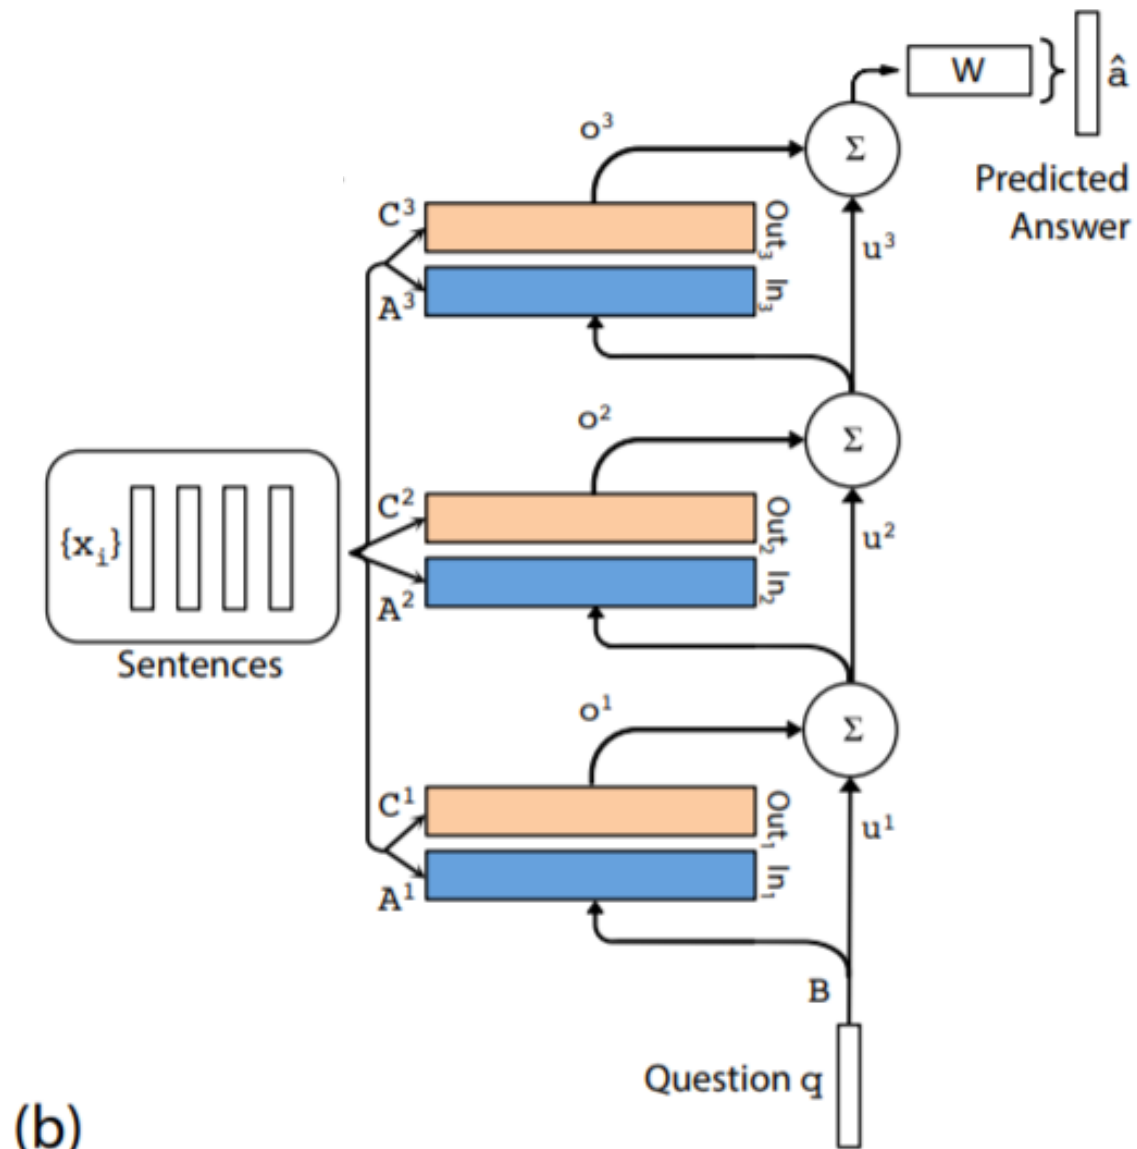 W
â
Σ
Predicted
Answer
o³
C³
Out₃
A³
In₃
u³
o²
Σ
C²
Out₂
u²
{xᵢ}
A²
In₂
Sentences
o¹
Σ
C¹
Out₁
u¹
A¹
In₁
B
Question q
(b)